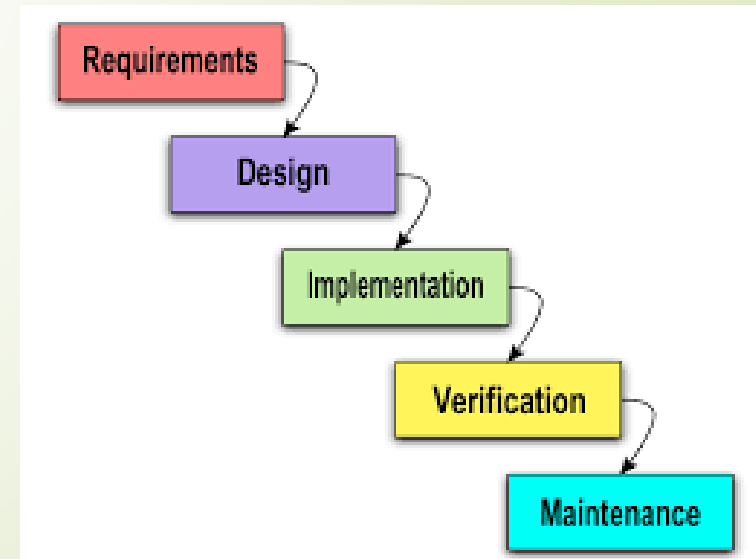 Requirements
Design
Implementation
Verification
Maintenance